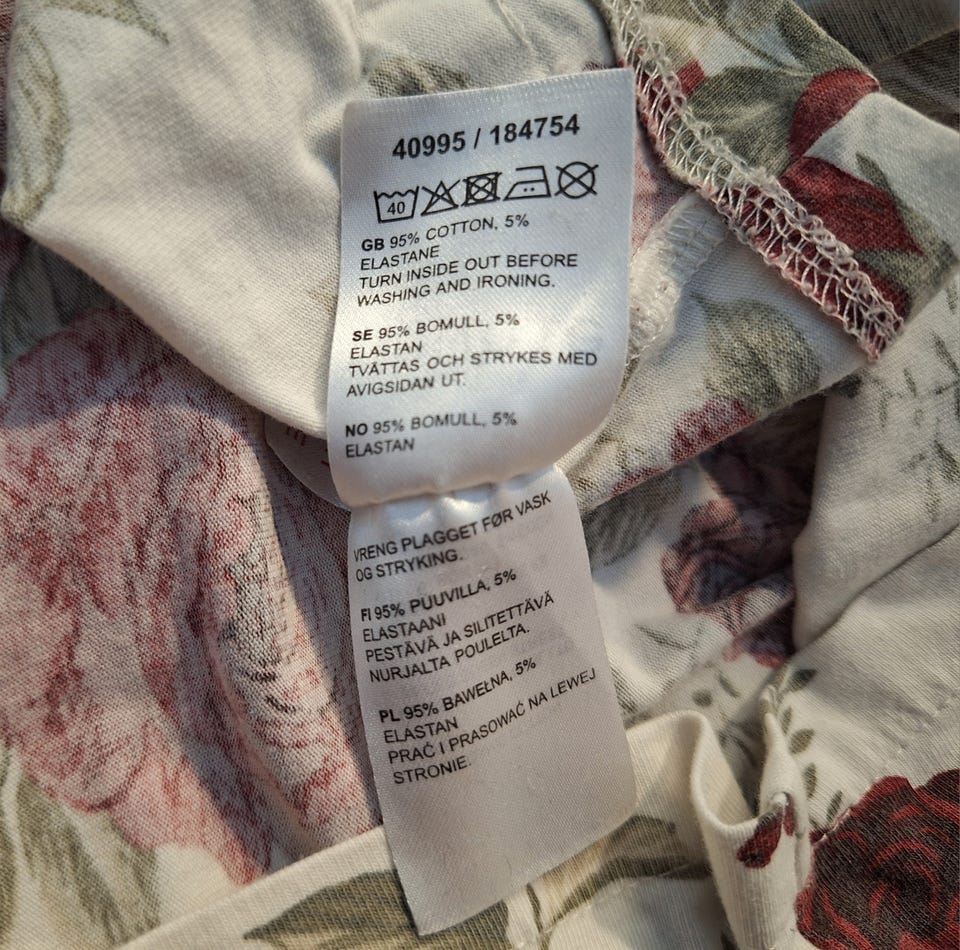 40995 / 184754
40
GB 95% COTTON, 5%
ELASTANE
TURN INSIDE OUT BEFORE
WASHING AND IRONING.
SE 95% BOMULL, 5%
ELASTAN
TVÄTTAS OCH STRYKES MED
AVIGSIDAN UT.
NO 95% BOMULL, 5%
ELASTAN
VRENG PLAGGET FØR VASK
OG STRYKING.
FI 95% PUUVILLA, 5%
ELASTAANI
PESTÄVÄ JA SILITETTÄVÄ
NURJALTA POULELTA.
PL 95% BAWEŁNA, 5%
ELASTAN
PRAĆ I PRASOWAĆ NA LEWEJ
STRONIE.